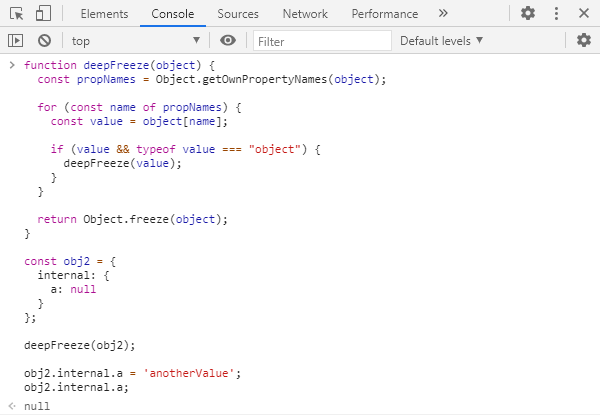 Elements Console Sources Network Performance »
top ▼ Filter Default levels ▼
> function deepFreeze(object) {
  const propNames = Object.getOwnPropertyNames(object);

  for (const name of propNames) {
    const value = object[name];

    if (value && typeof value === "object") {
      deepFreeze(value);
    }
  }

  return Object.freeze(object);
}

const obj2 = {
  internal: {
    a: null
  }
};

deepFreeze(obj2);

obj2.internal.a = 'anotherValue';
obj2.internal.a;
null